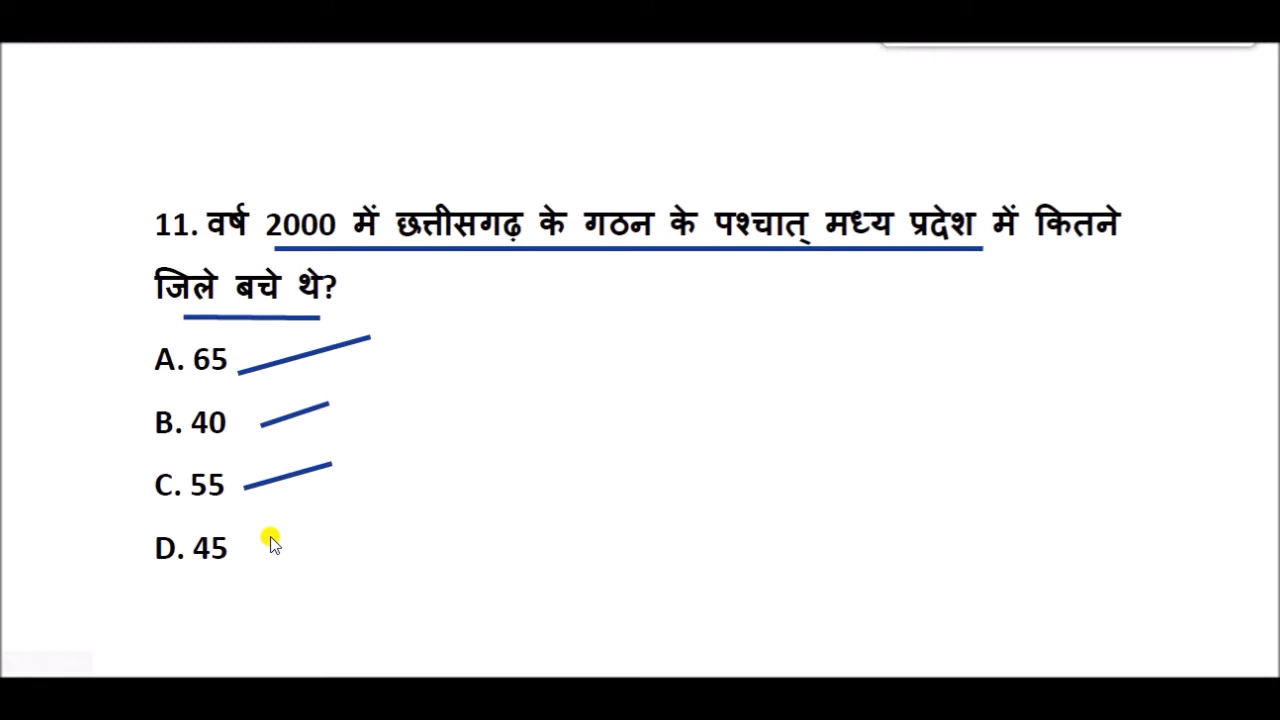 11. वर्ष 2000 में छत्तीसगढ़ के गठन के पश्चात् मध्य प्रदेश में कितने
जिले बचे थे?
A. 65
B. 40
C. 55
D. 45